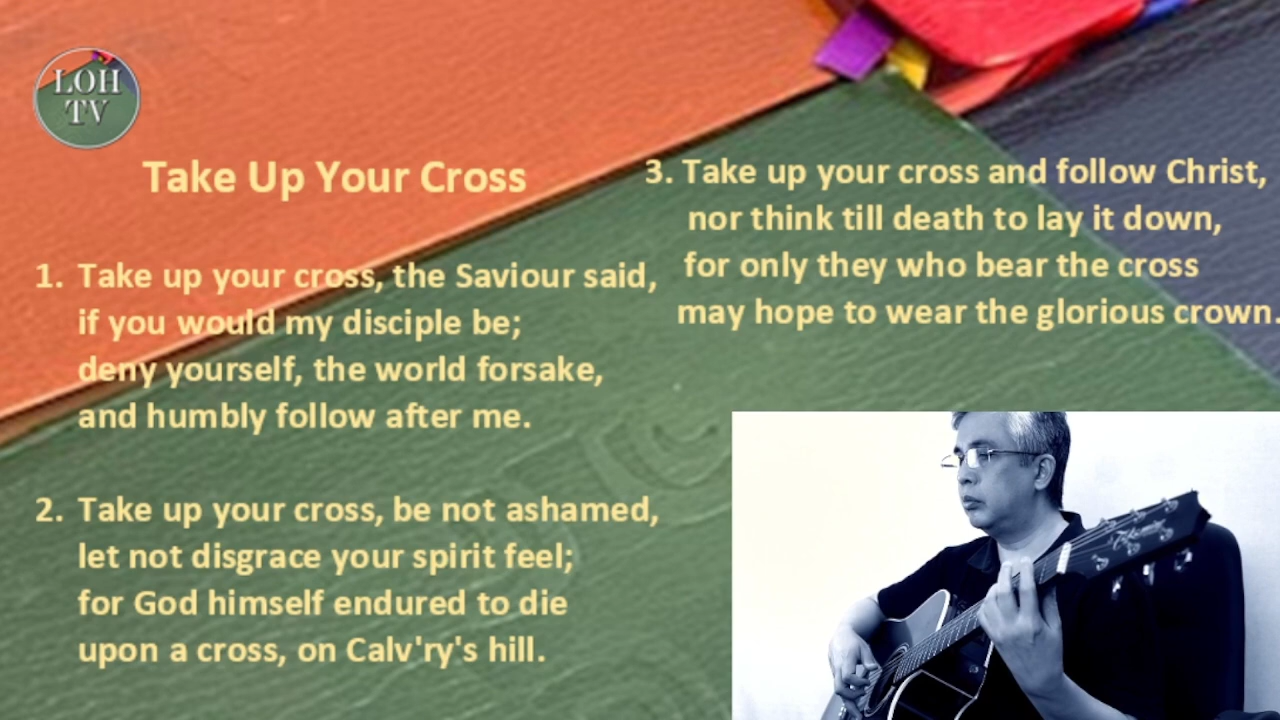 LOH
TV
Take Up Your Cross
1. Take up your cross, the Saviour said,
if you would my disciple be;
deny yourself, the world forsake,
and humbly follow after me.
2. Take up your cross, be not ashamed,
let not disgrace your spirit feel;
for God himself endured to die
upon a cross, on Calv'ry's hill.
3. Take up your cross and follow Christ,
nor think till death to lay it down,
for only they who bear the cross
may hope to wear the glorious crown.